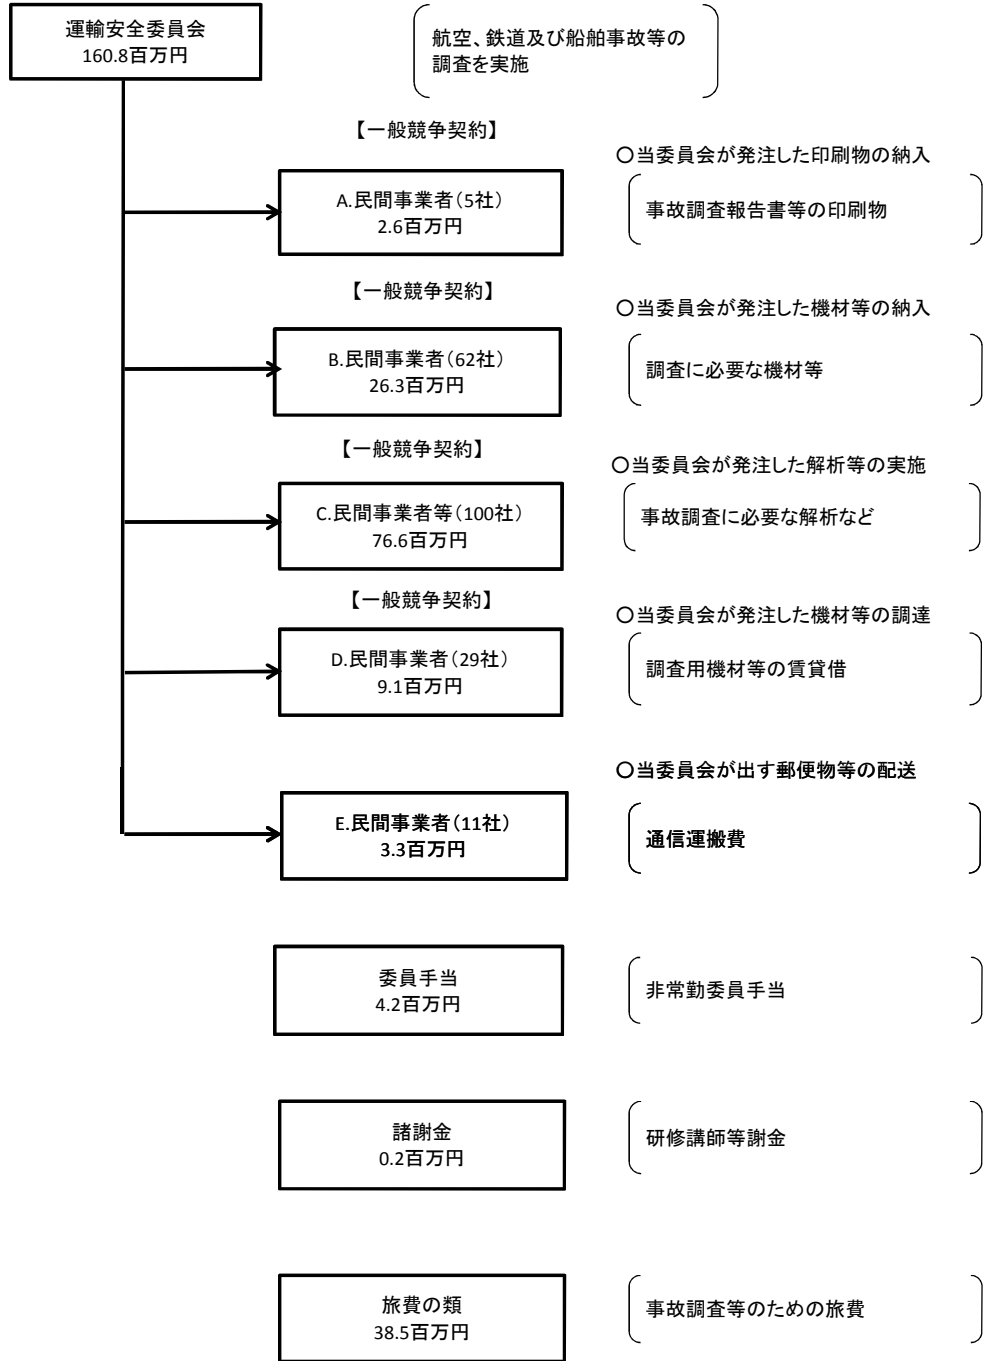 運輸安全委員会
160.8百万円
航空、鉄道及び船舶事故等の
調査を実施
【一般競争契約】
○当委員会が発注した印刷物の納入
A.民間事業者(5社)
2.6百万円
事故調査報告書等の印刷物
【一般競争契約】
○当委員会が発注した機材等の納入
B.民間事業者(62社)
26.3百万円
調査に必要な機材等
【一般競争契約】
○当委員会が発注した解析等の実施
C.民間事業者等(100社)
76.6百万円
事故調査に必要な解析など
【一般競争契約】
○当委員会が発注した機材等の調達
D.民間事業者(29社)
9.1百万円
調査用機材等の賃貸借
○当委員会が出す郵便物等の配送
E.民間事業者(11社)
3.3百万円
通信運搬費
委員手当
4.2百万円
非常勤委員手当
諸謝金
0.2百万円
研修講師等謝金
旅費の類
38.5百万円
事故調査等のための旅費